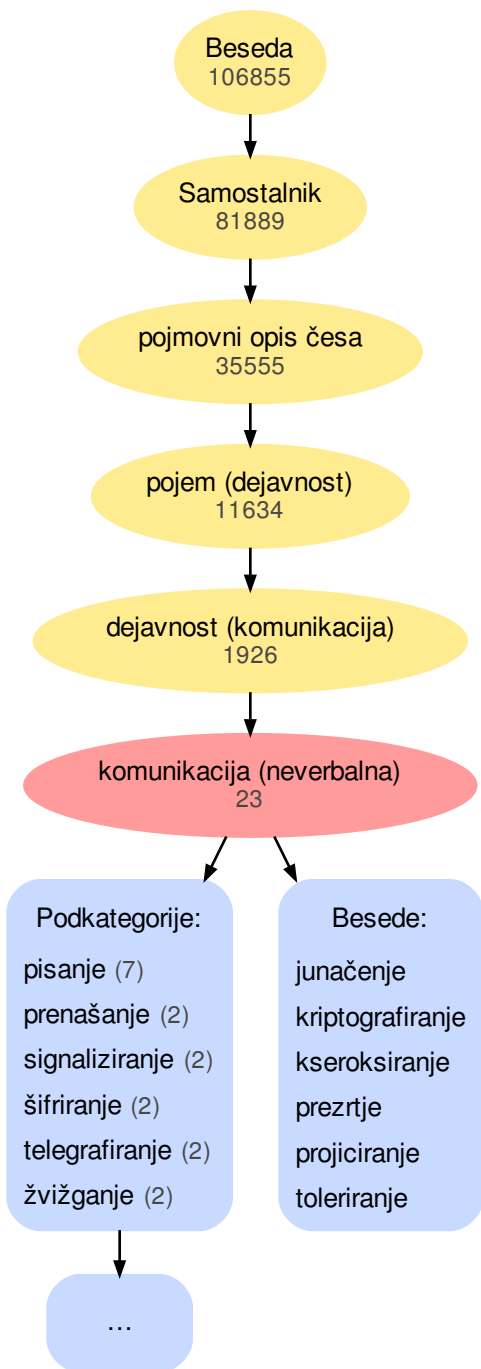 Beseda
106855
Samostalnik
81889
pojmovni opis česa
35555
pojem (dejavnost)
11634
dejavnost (komunikacija)
1926
komunikacija (neverbalna)
23
Podkategorije:
pisanje (7)
prenašanje (2)
signaliziranje (2)
šifriranje (2)
telegrafiranje (2)
žvižganje (2)
...
Besede:
junačenje
kriptografiranje
kseroksiranje
prezrtje
projiciranje
toleriranje